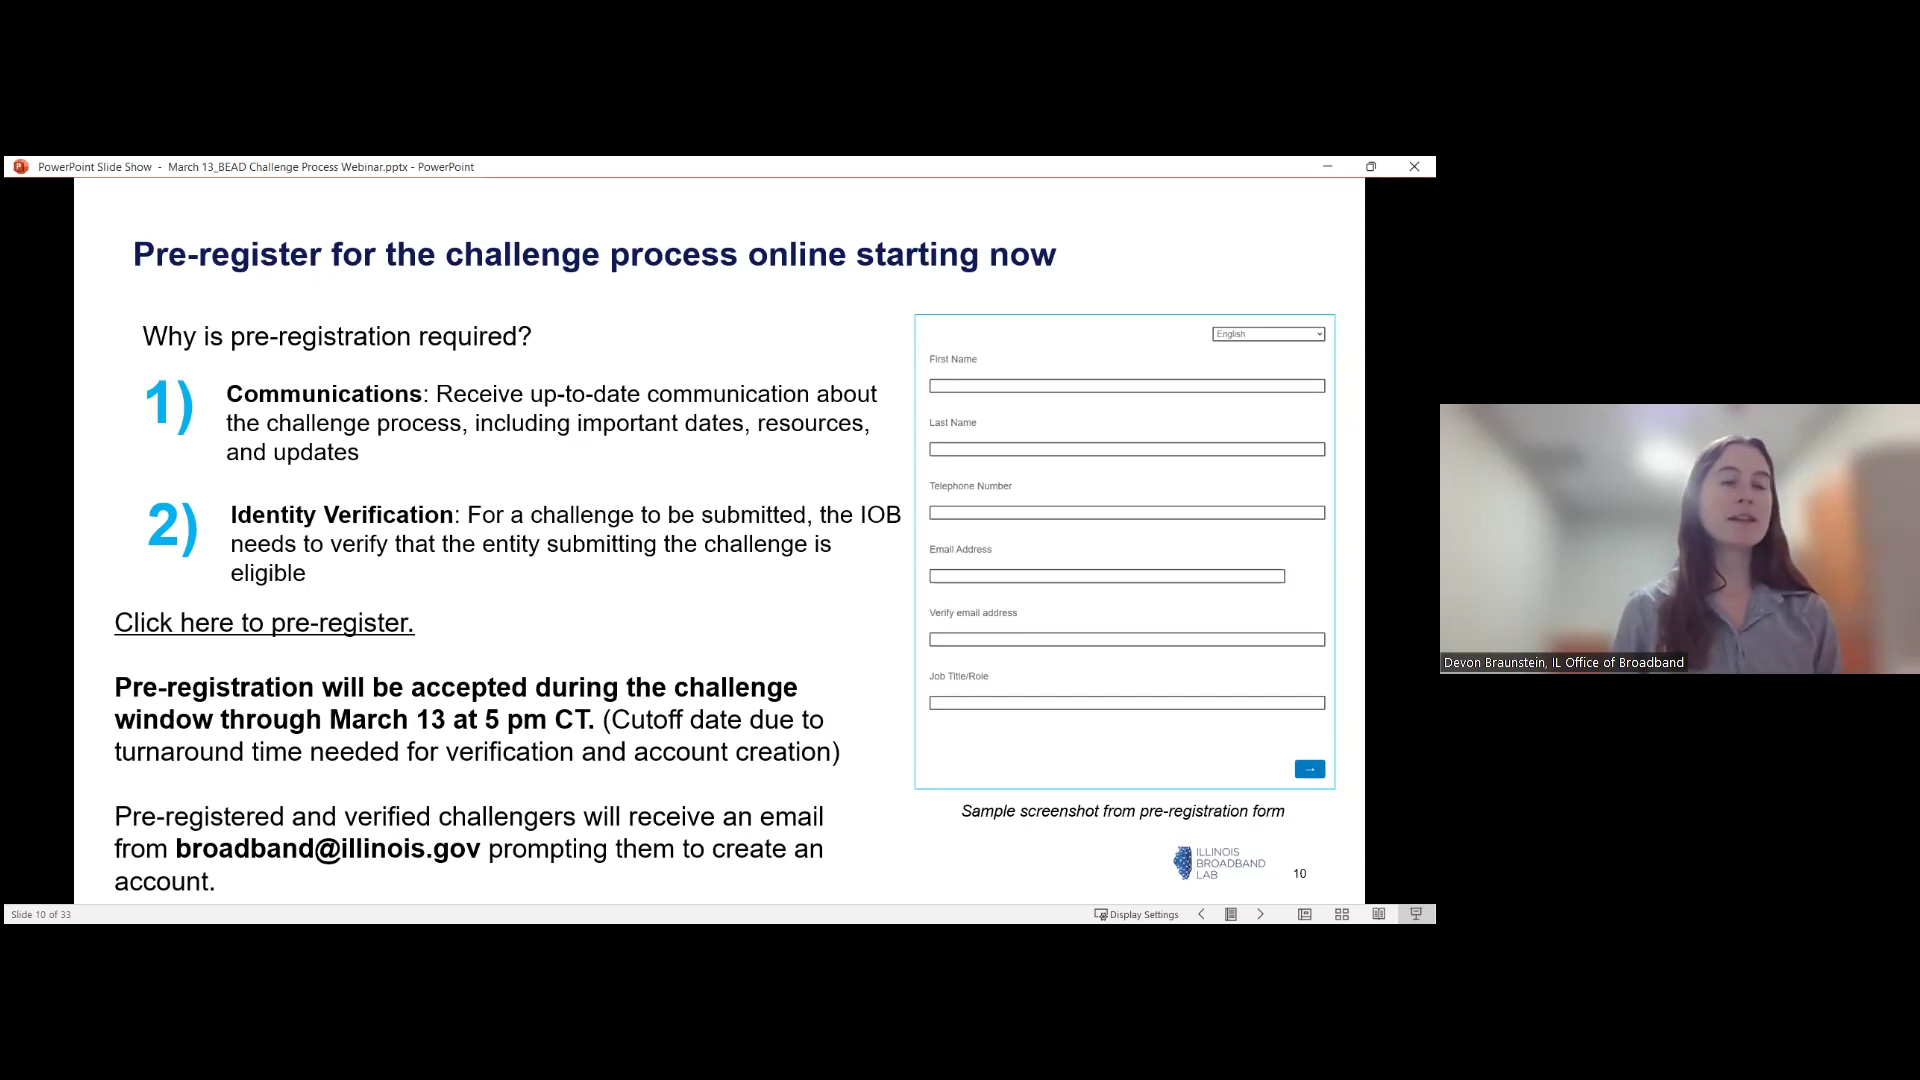 PowerPoint Slide Show - March 13_BEAD Challenge Process Webinar.pptx - PowerPoint
Pre-register for the challenge process online starting now
Why is pre-registration required?
1)
Communications: Receive up-to-date communication about
the challenge process, including important dates, resources,
and updates
2)
Identity Verification: For a challenge to be submitted, the IOB
needs to verify that the entity submitting the challenge is
eligible
Click here to pre-register.
Pre-registration will be accepted during the challenge
window through March 13 at 5 pm CT. (Cutoff date due to
turnaround time needed for verification and account creation)
Pre-registered and verified challengers will receive an email
from broadband@illinois.gov prompting them to create an
account.
English
First Name
Last Name
Telephone Number
Email Address
Verify email address
Job Title/Role
→
Sample screenshot from pre-registration form
ILLINOIS
BROADBAND
LAB
10
Slide 10 of 33
Display Settings
Devon Braunstein, IL Office of Broadband